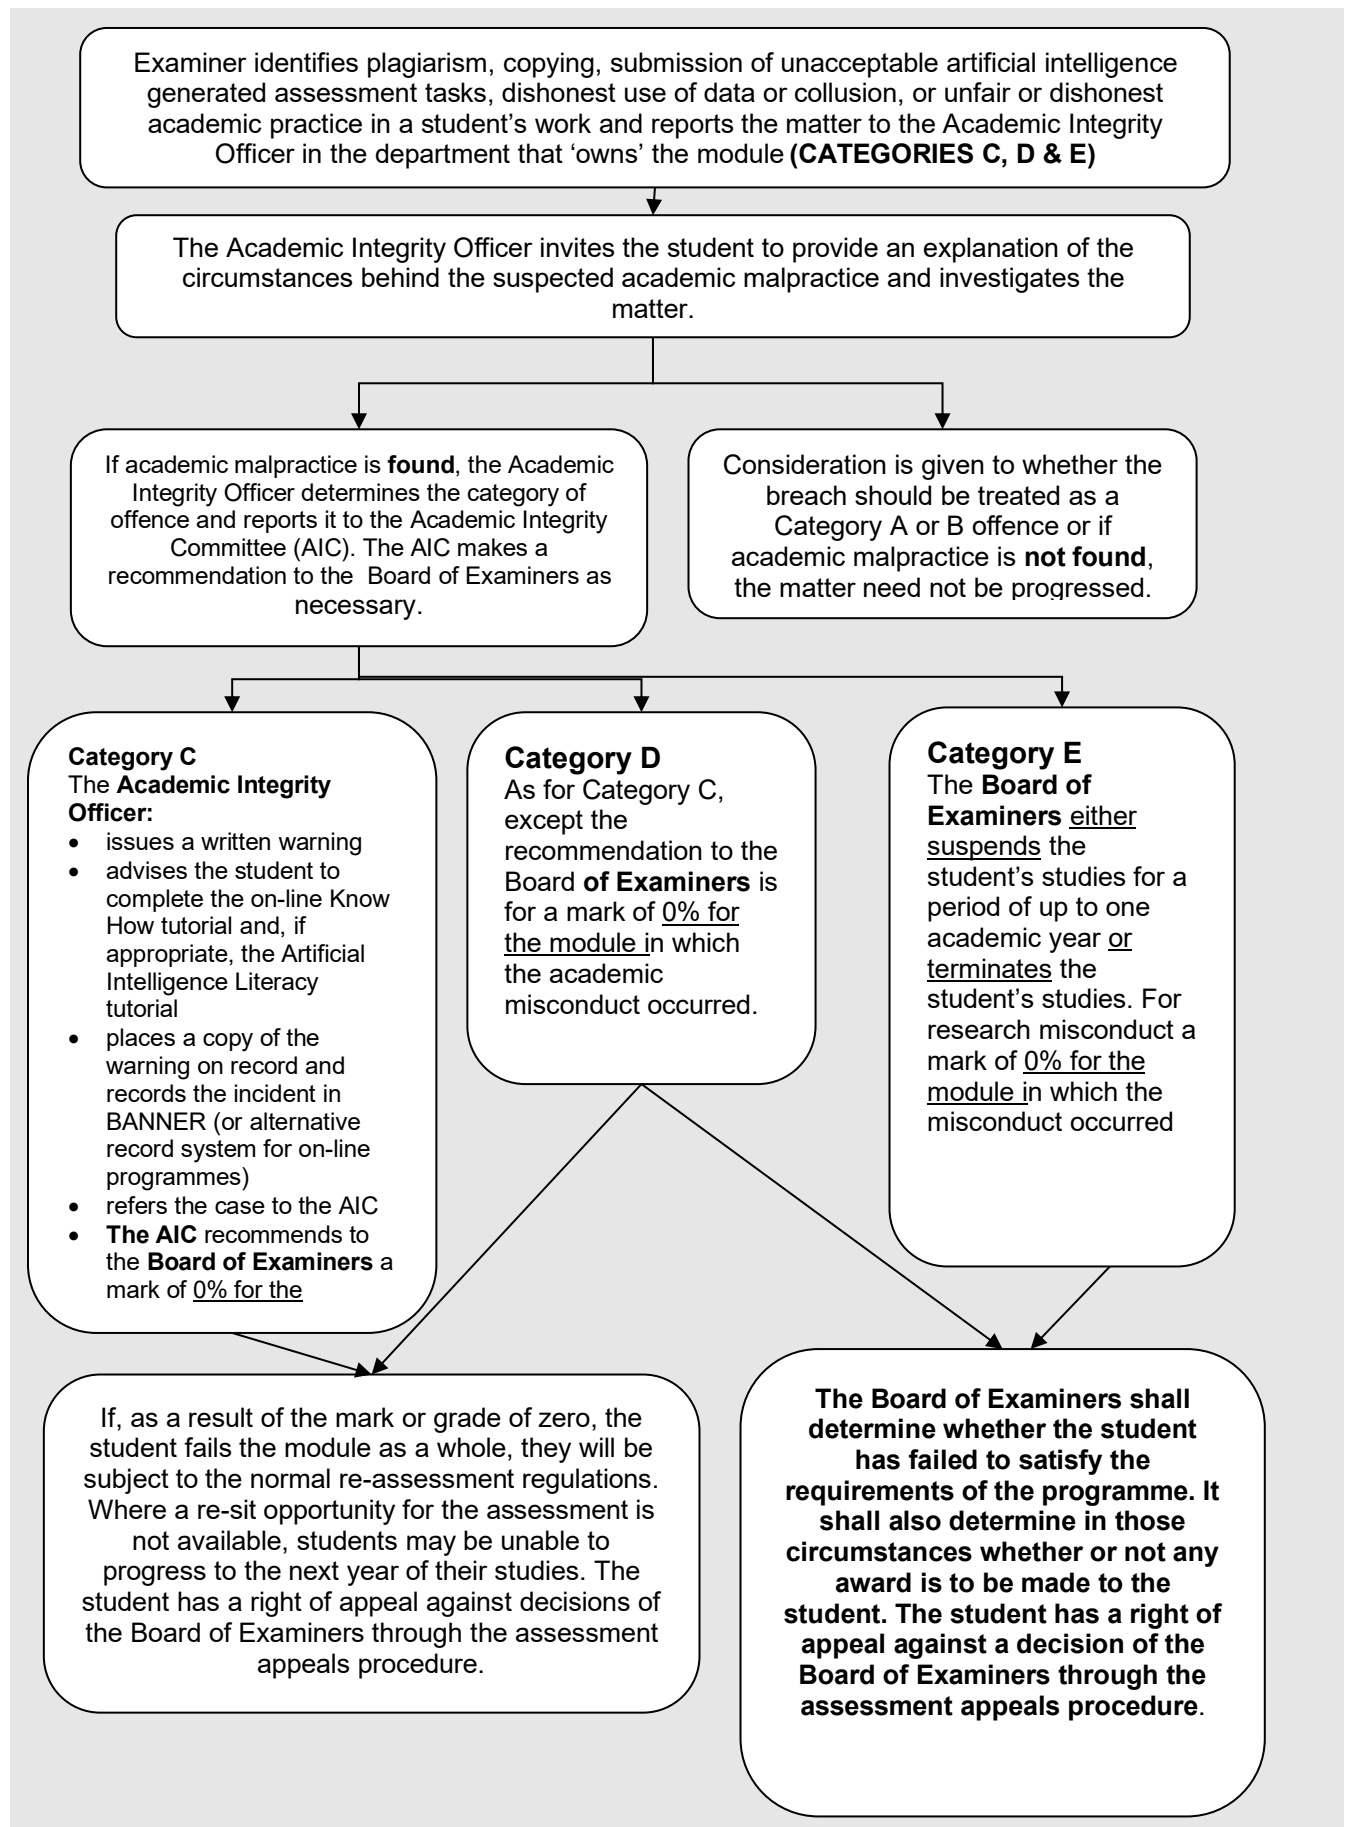 Examiner identifies plagiarism, copying, submission of unacceptable artificial intelligence
generated assessment tasks, dishonest use of data or collusion, or unfair or dishonest
academic practice in a student’s work and reports the matter to the Academic Integrity
Officer in the department that ‘owns’ the module (CATEGORIES C, D & E)
The Academic Integrity Officer invites the student to provide an explanation of the
circumstances behind the suspected academic malpractice and investigates the
matter.
If academic malpractice is found, the Academic
Integrity Officer determines the category of
offence and reports it to the Academic Integrity
Committee (AIC). The AIC makes a
recommendation to the Board of Examiners as
necessary.
Consideration is given to whether the
breach should be treated as a
Category A or B offence or if
academic malpractice is not found,
the matter need not be progressed.
Category C
The Academic Integrity
Officer:
• issues a written warning
• advises the student to
complete the on-line Know
How tutorial and, if
appropriate, the Artificial
Intelligence Literacy
tutorial
• places a copy of the
warning on record and
records the incident in
BANNER (or alternative
record system for on-line
programmes)
• refers the case to the AIC
• The AIC recommends to
the Board of Examiners a
mark of 0% for the
Category D
As for Category C,
except the
recommendation to the
Board of Examiners is
for a mark of 0% for
the module in which
the academic
misconduct occurred.
Category E
The Board of
Examiners either
suspends the
student’s studies for a
period of up to one
academic year or
terminates the
student’s studies. For
research misconduct a
mark of 0% for the
module in which the
misconduct occurred
If, as a result of the mark or grade of zero, the
student fails the module as a whole, they will be
subject to the normal re-assessment regulations.
Where a re-sit opportunity for the assessment is
not available, students may be unable to
progress to the next year of their studies. The
student has a right of appeal against decisions of
the Board of Examiners through the assessment
appeals procedure.
The Board of Examiners shall
determine whether the student
has failed to satisfy the
requirements of the programme. It
shall also determine in those
circumstances whether or not any
award is to be made to the
student. The student has a right of
appeal against a decision of the
Board of Examiners through the
assessment appeals procedure.